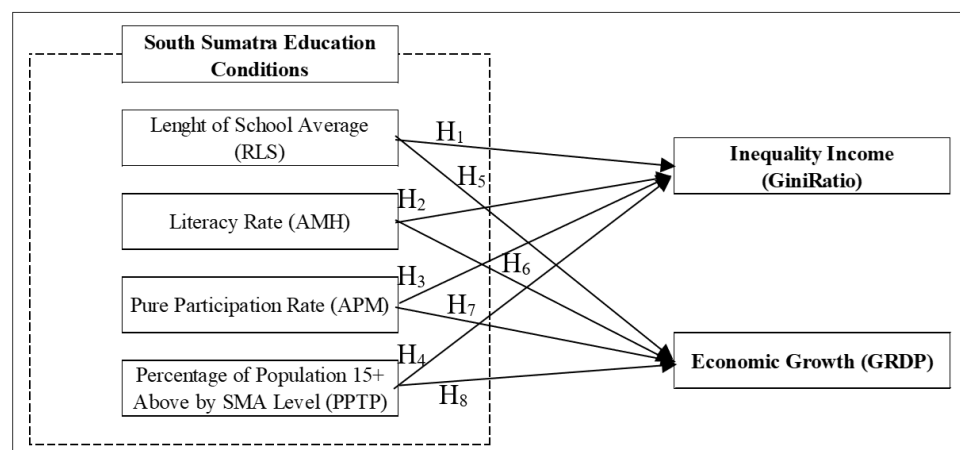 South Sumatra Education
Conditions
Lenght of School Average
(RLS)
H1
Inequality Income
(GiniRatio)
H5
H2
Literacy Rate (AMH)
H3
H6
Pure Participation Rate (APM)
H7
H4
Economic Growth (GRDP)
Percentage of Population 15+
Above by SMA Level (PPTP)
H8